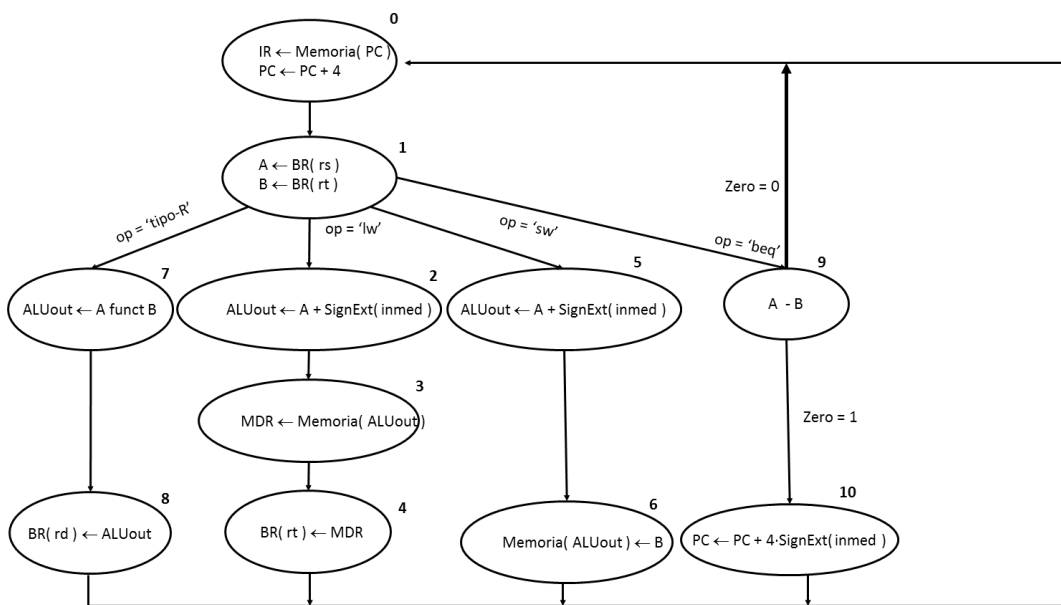 0
IR ← Memoria( PC )
PC ← PC + 4
1
A ← BR( rs )
B ← BR( rt )
Zero = 0
op = 'tipo-R'
op = 'lw'
op = 'sw'
op = 'beq'
7
2
5
9
ALUout ← A funct B
ALUout ← A + SignExt( inmed )
ALUout ← A + SignExt( inmed )
A - B
3
MDR ← Memoria( ALUout )
Zero = 1
8
4
6
10
BR( rd ) ← ALUout
BR( rt ) ← MDR
Memoria( ALUout ) ← B
PC ← PC + 4·SignExt( inmed )